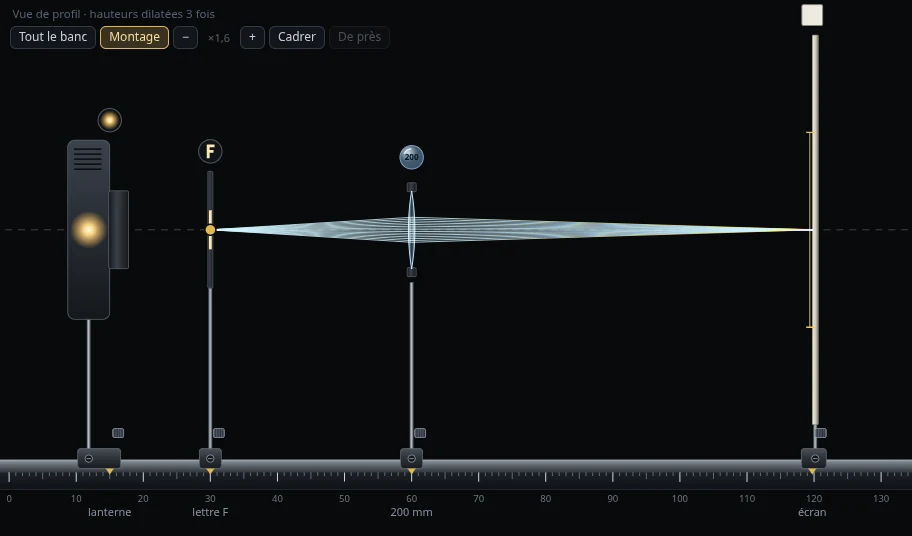 Vue de profil · hauteurs dilatées 3 fois
Tout le banc Montage − ×1,6 + Cadrer De près
F
200
0 10 20 30 40 50 60 70 80 90 100 110 120 130
lanterne lettre F 200 mm écran